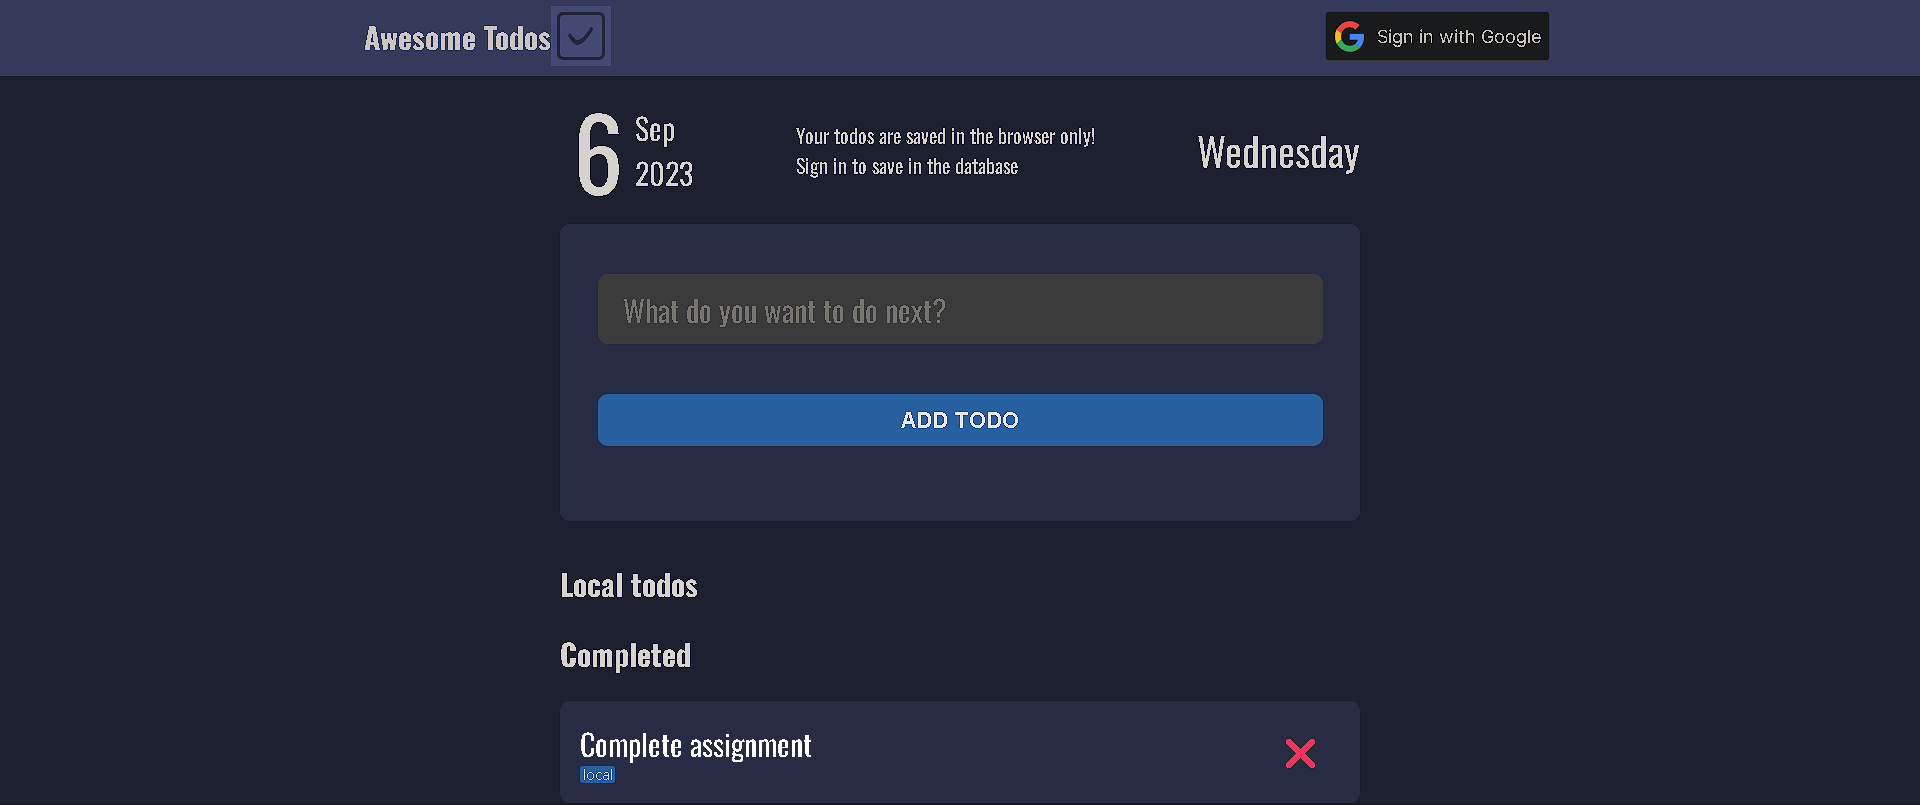 Awesome Todos
Sign in with Google
6
Sep
2023
Your todos are saved in the browser only!
Sign in to save in the database
Wednesday
What do you want to do next?
ADD TODO
Local todos
Completed
Complete assignment
local